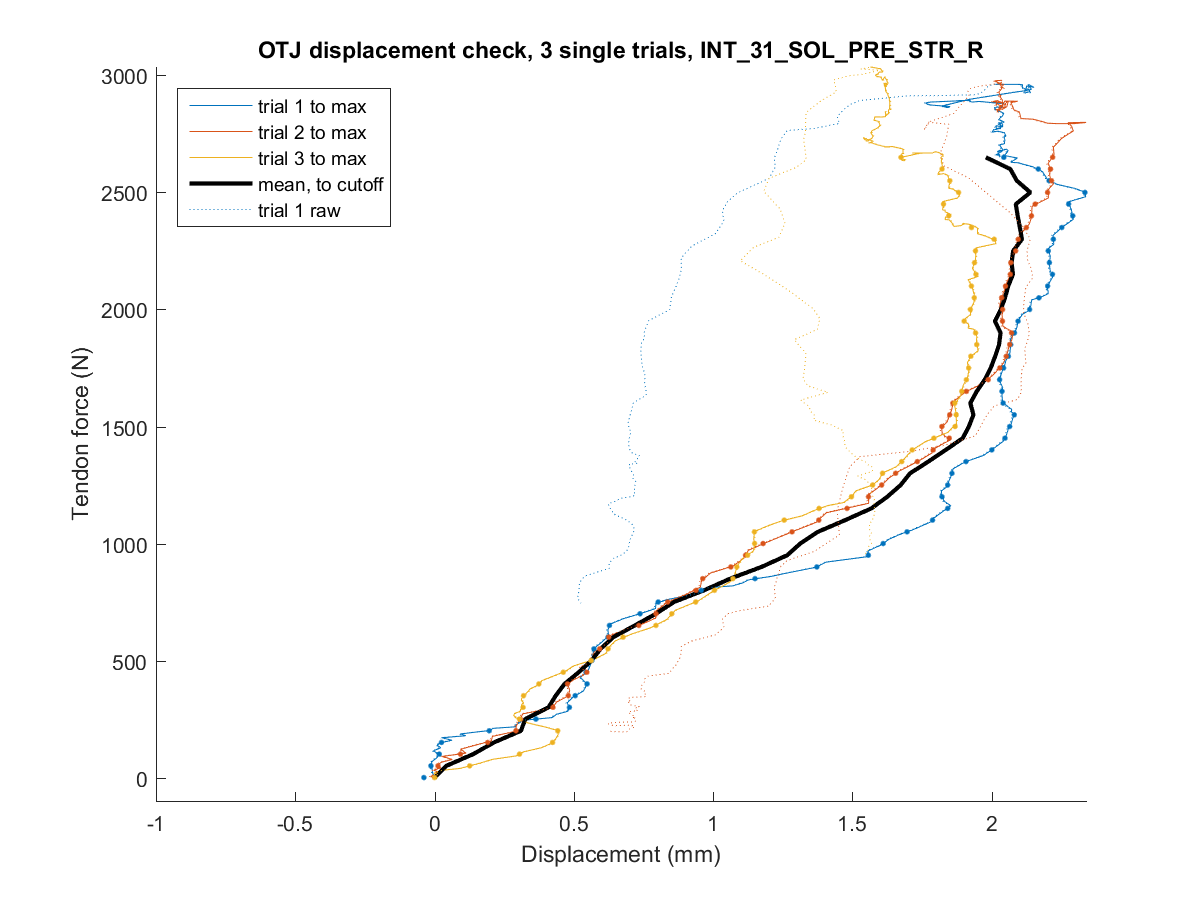 OTJ displacement check, 3 single trials, INT_31_SOL_PRE_STR_R
3000
trial 1 to max
trial 2 to max
trial 3 to max
mean, to cutoff
trial 1 raw
2500
2000
1500
1000
500
0
Tendon force (N)
-1
-0.5
0
0.5
1
1.5
2
Displacement (mm)